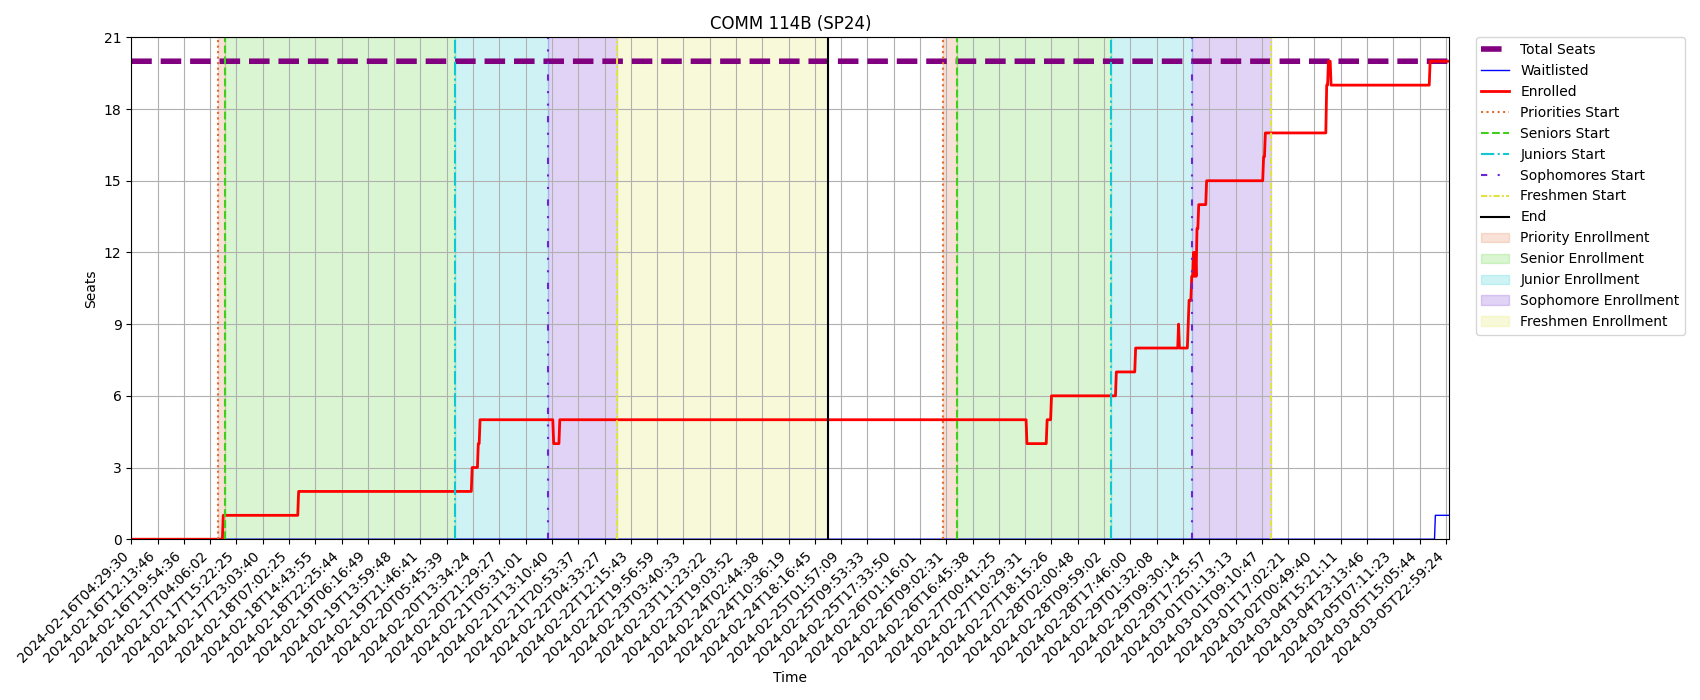 COMM 114B (SP24)
21
18
15
12
9
6
3
0
Seats
2024-02-16T04:29:30
2024-02-16T12:13:46
2024-02-16T19:54:36
2024-02-17T04:06:02
2024-02-17T15:22:25
2024-02-17T23:03:40
2024-02-18T07:02:25
2024-02-18T14:43:55
2024-02-18T22:25:44
2024-02-19T06:16:49
2024-02-19T13:59:48
2024-02-19T21:46:41
2024-02-20T05:45:39
2024-02-20T13:34:24
2024-02-20T21:29:27
2024-02-21T05:31:01
2024-02-21T13:10:40
2024-02-21T20:53:37
2024-02-22T04:33:27
2024-02-22T12:15:43
2024-02-22T19:56:59
2024-02-23T03:40:33
2024-02-23T11:23:22
2024-02-23T19:03:52
2024-02-24T02:44:38
2024-02-24T10:36:19
2024-02-24T18:16:45
2024-02-25T01:57:09
2024-02-25T09:53:33
2024-02-25T17:33:50
2024-02-26T01:16:01
2024-02-26T09:02:31
2024-02-26T16:45:38
2024-02-27T00:41:25
2024-02-27T10:29:31
2024-02-27T18:15:26
2024-02-28T02:00:48
2024-02-28T09:59:02
2024-02-28T17:46:00
2024-02-29T01:32:08
2024-02-29T09:30:14
2024-02-29T17:25:57
2024-03-01T01:13:13
2024-03-01T09:10:47
2024-03-01T17:02:21
2024-03-02T00:49:40
2024-03-04T15:21:11
2024-03-04T23:13:46
2024-03-05T07:11:23
2024-03-05T15:05:44
2024-03-05T22:59:24
Time
Total Seats
Waitlisted
Enrolled
Priorities Start
Seniors Start
Juniors Start
Sophomores Start
Freshmen Start
End
Priority Enrollment
Senior Enrollment
Junior Enrollment
Sophomore Enrollment
Freshmen Enrollment